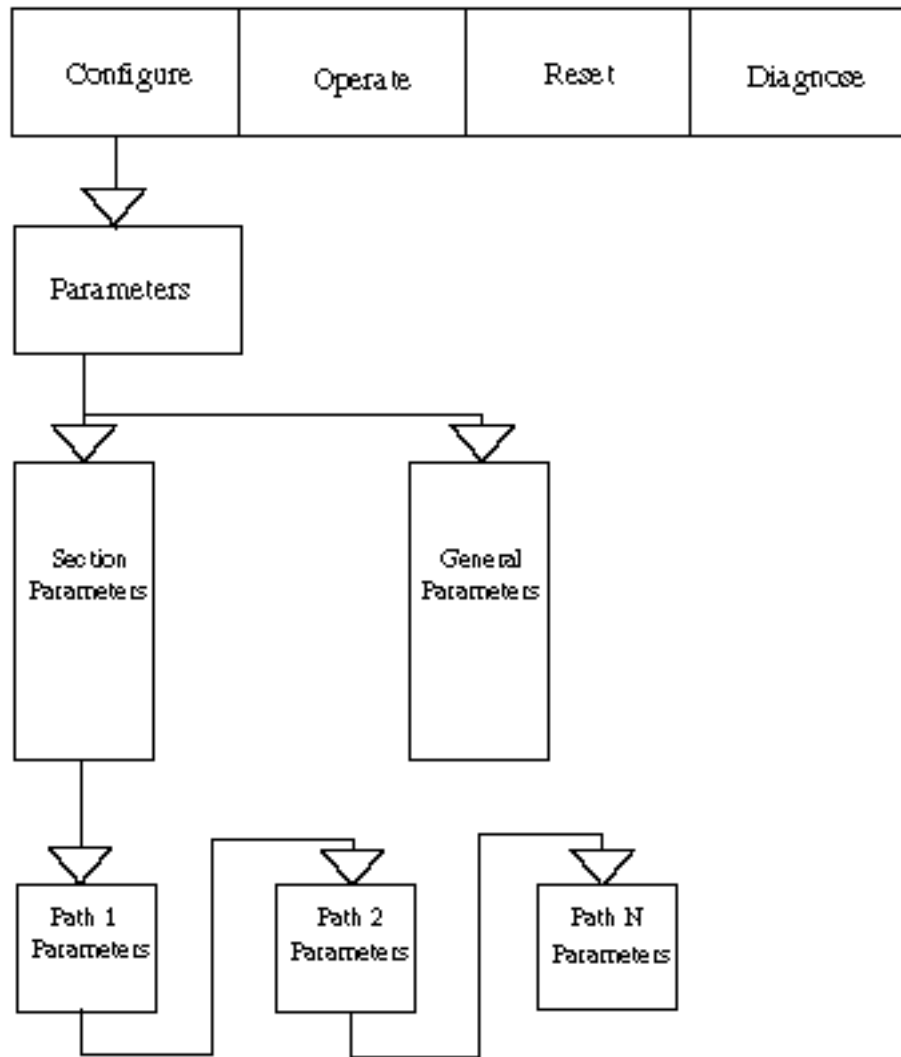 Configure
Operate
Reset
Diagnose
Parameters
Section
Parameters
General
Parameters
Path 1
Parameters
Path 2
Parameters
Path N
Parameters